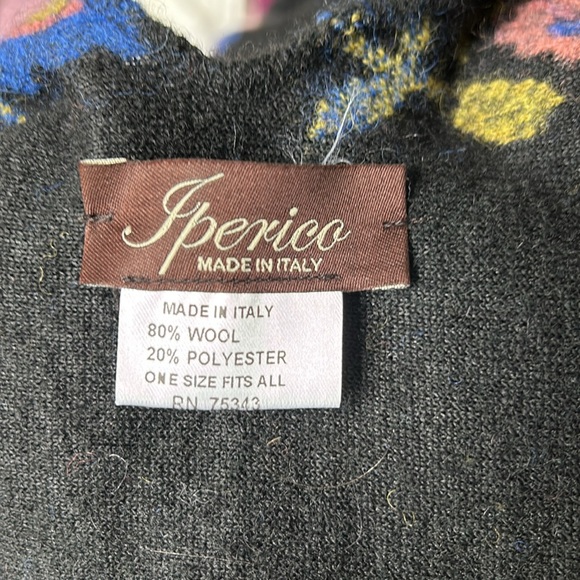 Iperico
MADE IN ITALY
MADE IN ITALY
80% WOOL
20% POLYESTER
ONE SIZE FITS ALL
RN 75343